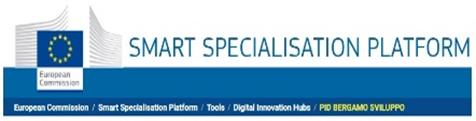 SMART SPECIALISATION PLATFORM
European
Commission
European Commission / Smart Specialisation Platform / Tools / Digital Innovation Hubs / PID BERGAMO SVILUPPO